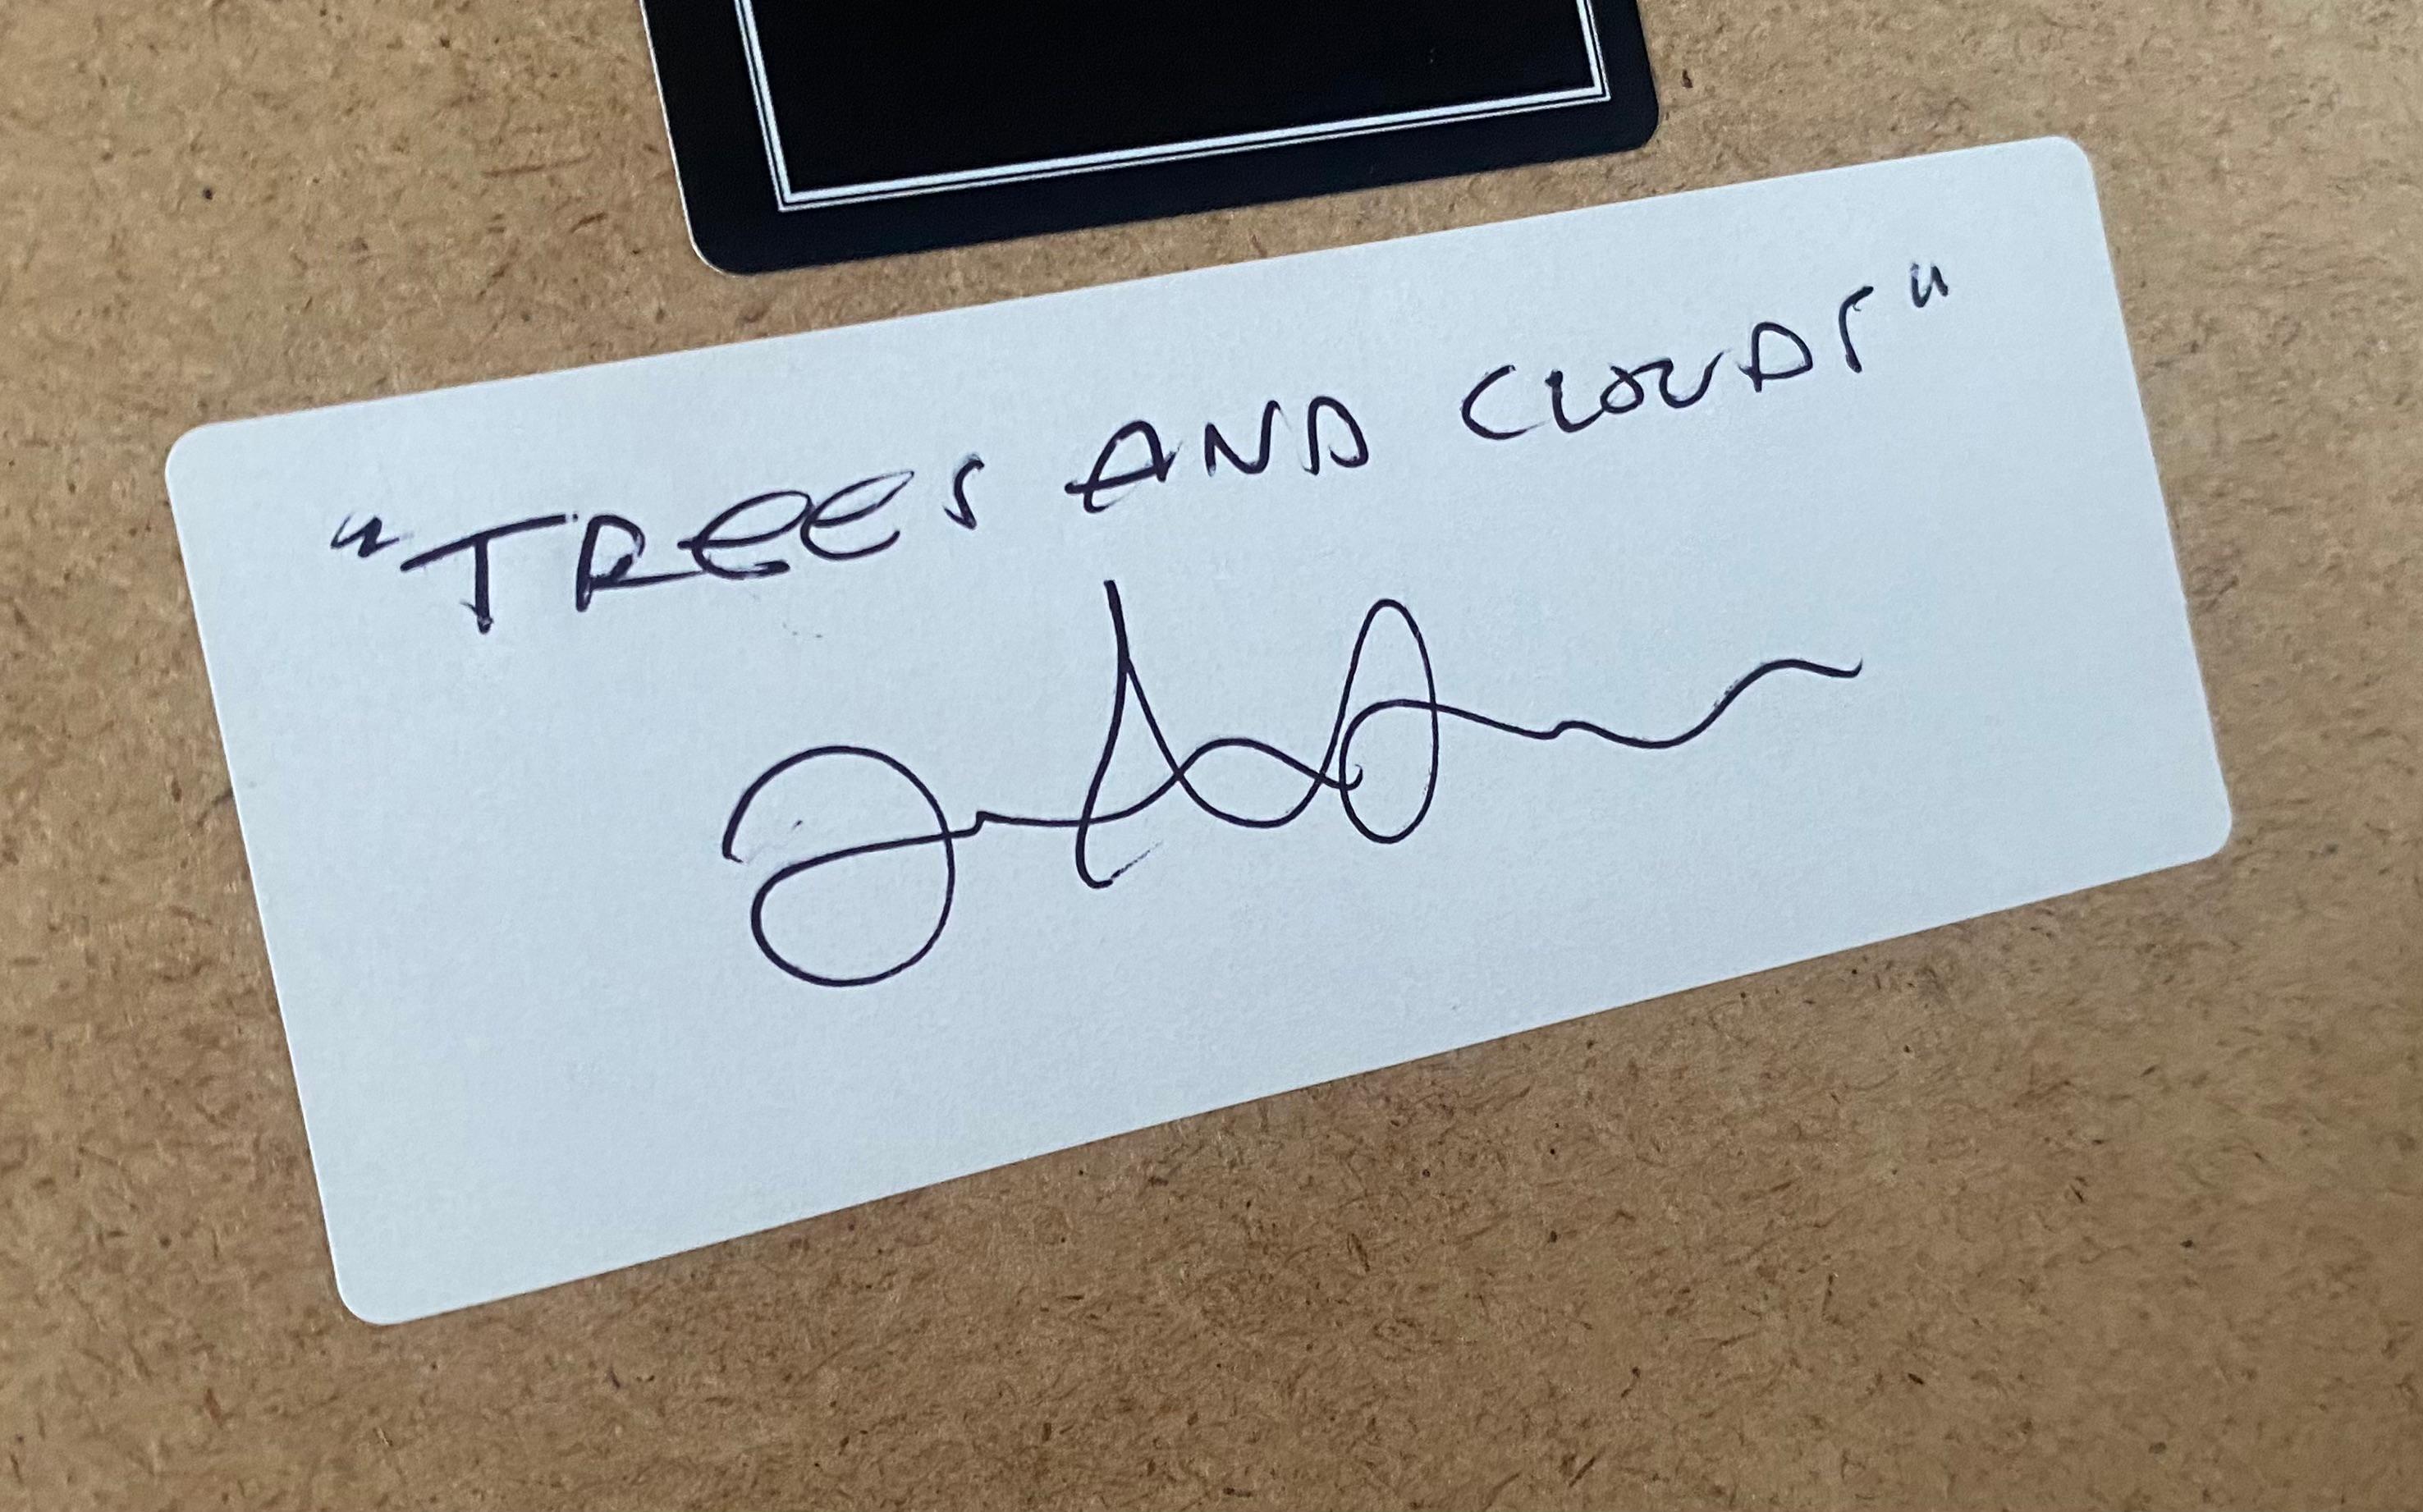 "TREES AND CLOUDS"